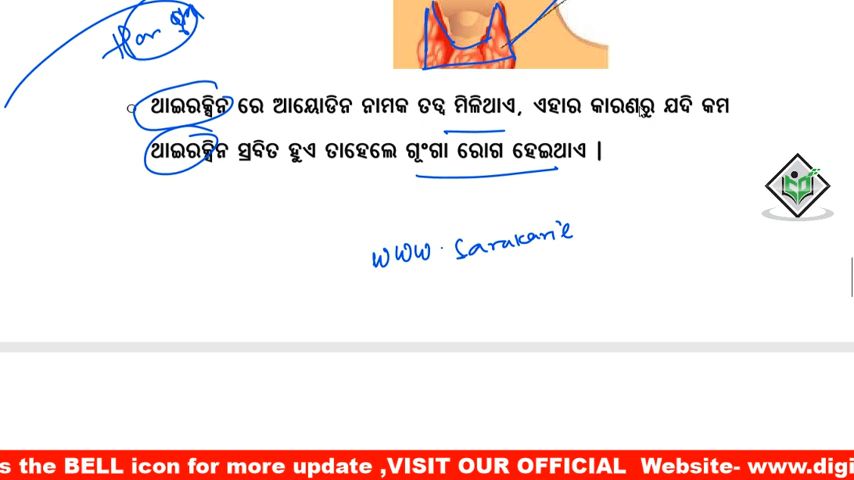 ଥାଇରକ୍ସିନ ରେ ଆୟୋଡିନ ନାମକ ତତ୍ୱ ମିଳିଥାଏ, ଏହାର କାରଣରୁ ଯଦି କମ
ଥାଇରକ୍ସିନ ସ୍ରବିତ ହୁଏ ତାହେଲେ ଗୂଂଗା ରୋଗ ହେଇଥାଏ |
www. sarakari'e
s the BELL icon for more update ,VISIT OUR OFFICIAL Website- www.digi